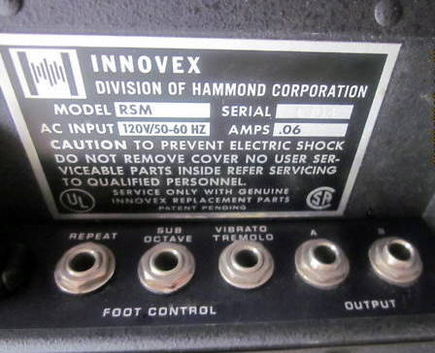 INNOVEX
DIVISION OF HAMMOND CORPORATION
MODEL RSM SERIAL
AC INPUT 120V/50-60 HZ AMPS .06
CAUTION TO PREVENT ELECTRIC SHOCK
DO NOT REMOVE COVER NO USER SER-
VICEABLE PARTS INSIDE REFER SERVICING
TO QUALIFIED PERSONNEL.
SERVICE ONLY WITH GENUINE
INNOVEX REPLACEMENT PARTS
PATENT PENDING
UL
SA
REPEAT SUB OCTAVE VIBRATO TREMOLO A B
FOOT CONTROL OUTPUT